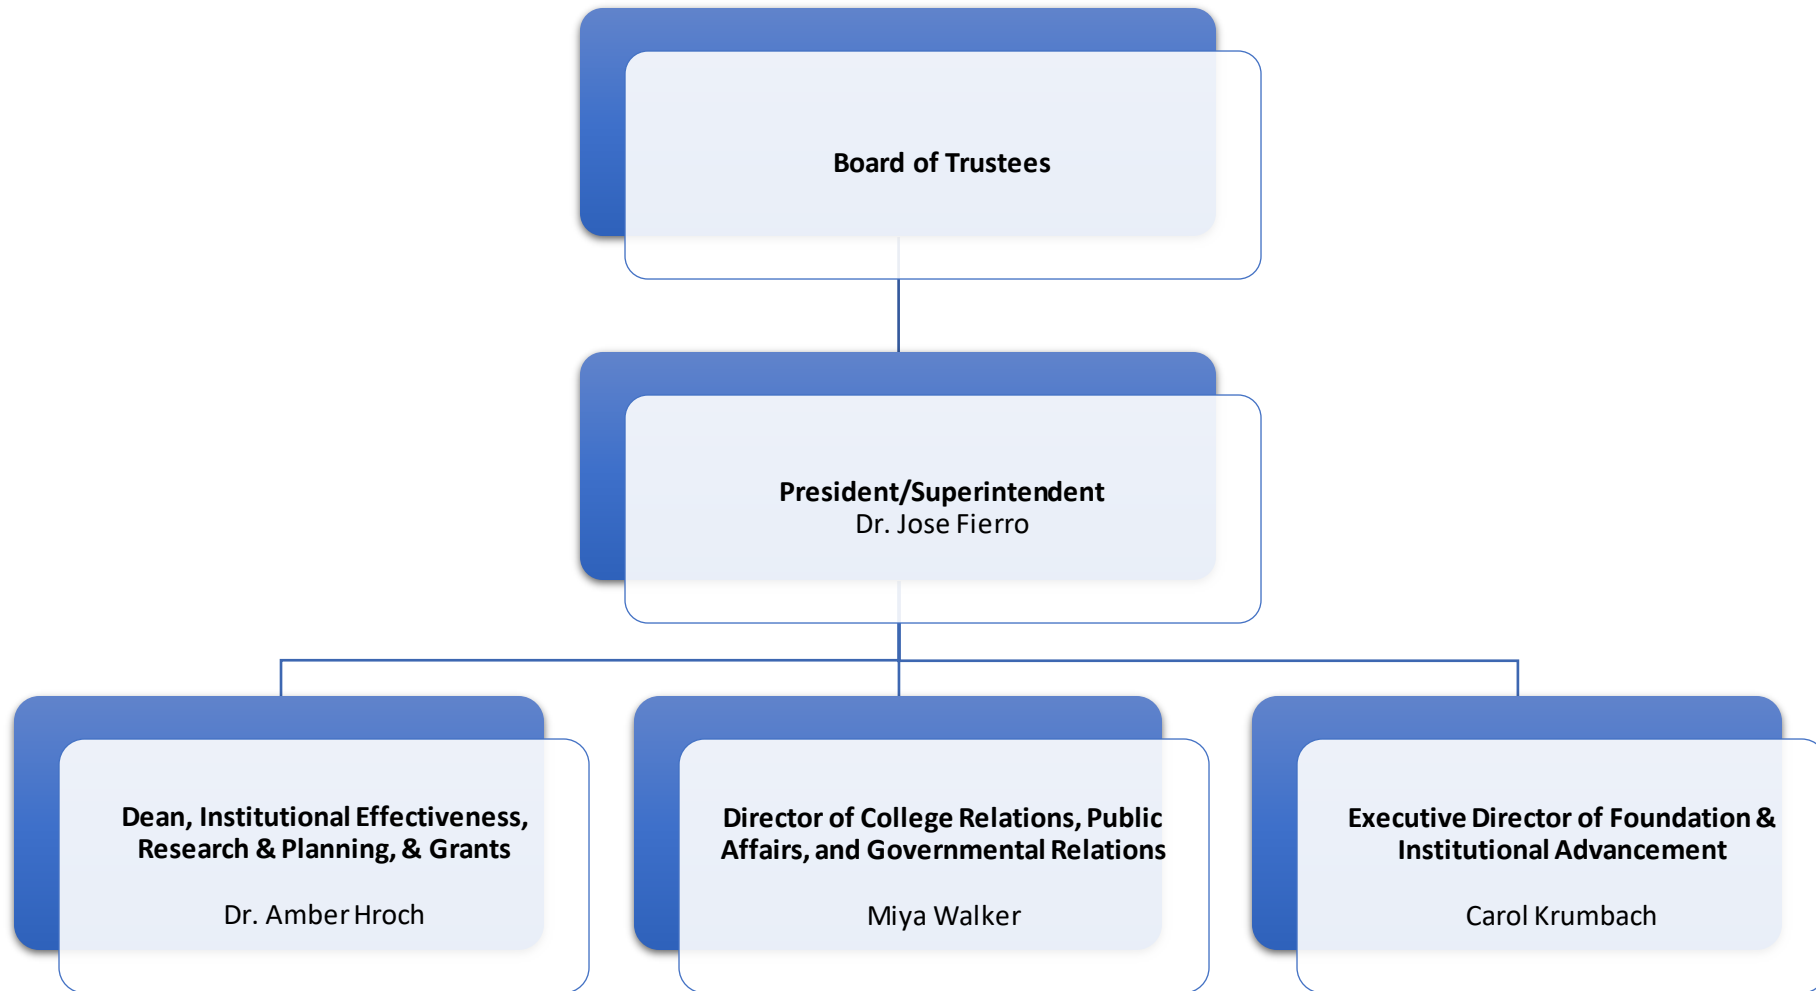 Board of Trustees
President/Superintendent
Dr. Jose Fierro
Dean, Institutional Effectiveness,
Research & Planning, & Grants
Dr. Amber Hroch
Director of College Relations, Public
Affairs, and Governmental Relations
Miya Walker
Executive Director of Foundation &
Institutional Advancement
Carol Krumbach